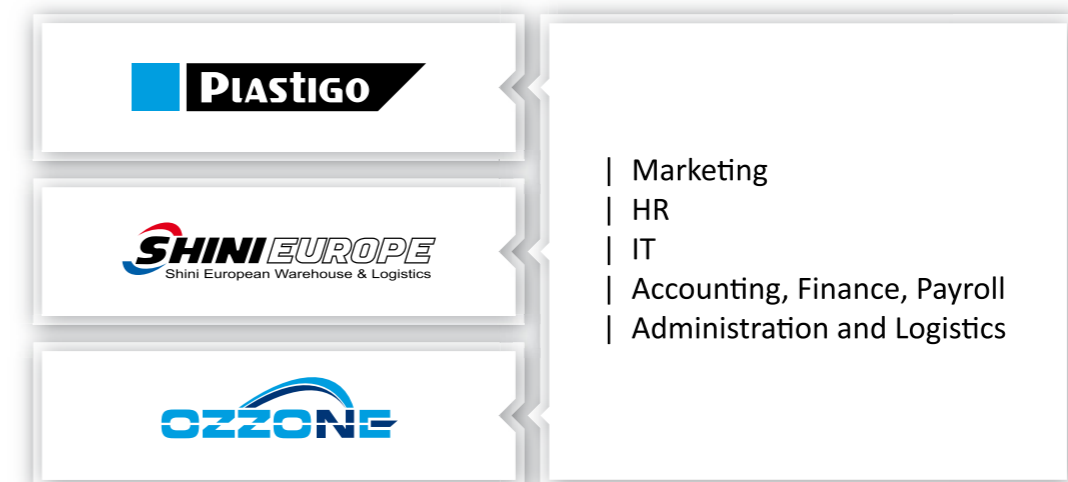 PLASTIGO
SHINI EUROPE
Shini European Warehouse & Logistics
OZZONE
| Marketing
| HR
| IT
| Accounting, Finance, Payroll
| Administration and Logistics